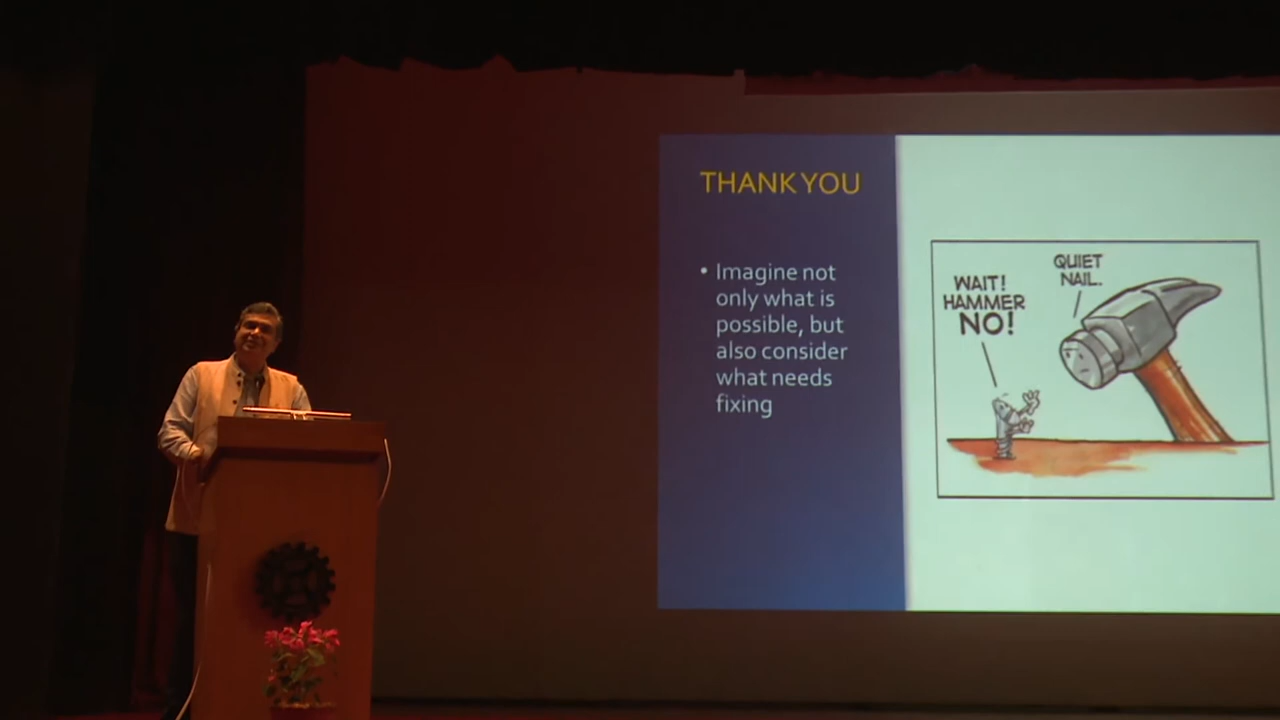 THANK YOU
• Imagine not
only what is
possible, but
also consider
what needs
fixing
WAIT!
HAMMER
NO!
QUIET
NAIL.